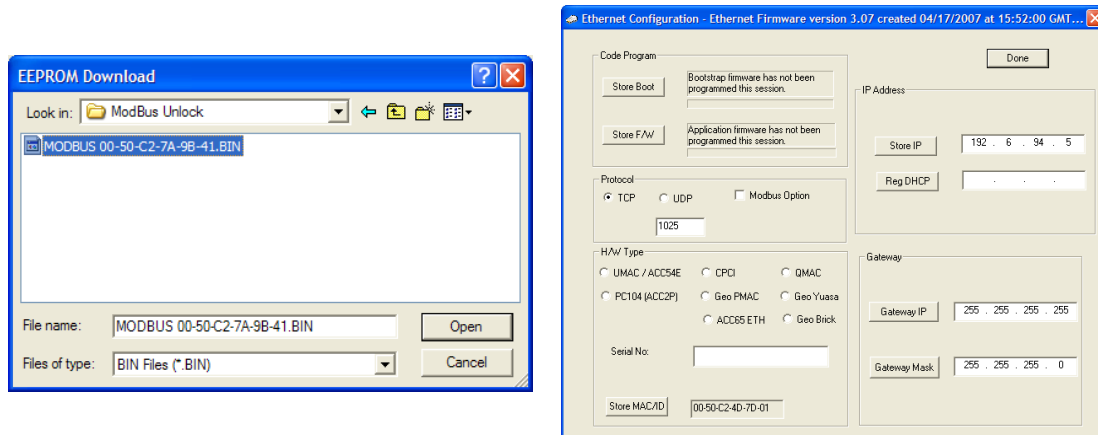 EEPROM Download
Look in: ModBus Unlock
MODBUS 00-50-C2-7A-9B-41.BIN
File name: MODBUS 00-50-C2-7A-9B-41.BIN Open
Files of type: BIN Files (*.BIN) Cancel
Ethernet Configuration - Ethernet Firmware version 3.07 created 04/17/2007 at 15:52:00 GMT...
Done
Code Program
Store Boot
Bootstrap firmware has not been
programmed this session.
Store F/W
Application firmware has not been
programmed this session.
IP Address
Store IP 192 . 6 . 94 . 5
Reg DHCP . . .
Protocol
TCP UDP Modbus Option
1025
H/W Type
UMAC / ACC54E CPCI QMAC
PC104 (ACC2P) Geo PMAC Geo Yuasa
ACC65 ETH Geo Brick
Serial No:
Store MAC/ID 00-50-C2-4D-7D-01
Gateway
Gateway IP 255 . 255 . 255 . 255
Gateway Mask 255 . 255 . 255 . 0